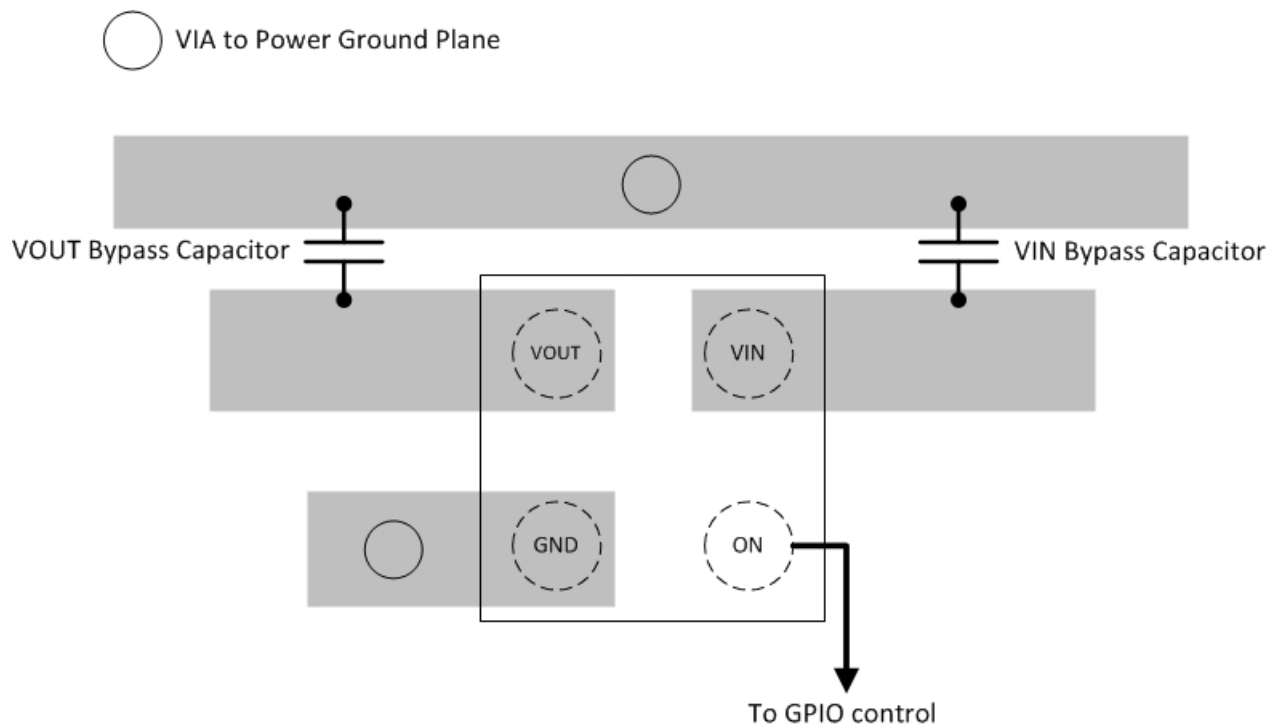 VIA to Power Ground Plane
VOUT Bypass Capacitor
VIN Bypass Capacitor
VOUT
VIN
GND
ON
To GPIO control